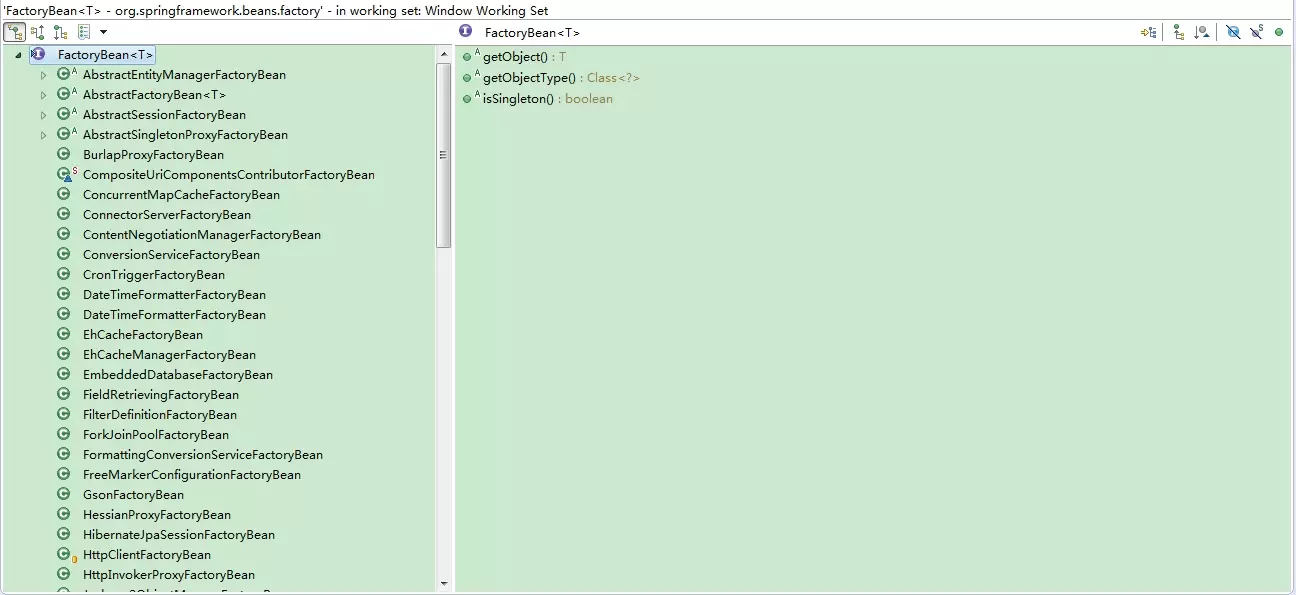 'FactoryBean<T> - org.springframework.beans.factory' - in working set: Window Working Set
FactoryBean<T>
AbstractEntityManagerFactoryBean
AbstractFactoryBean<T>
AbstractSessionFactoryBean
AbstractSingletonProxyFactoryBean
BurlapProxyFactoryBean
CompositeUriComponentsContributorFactoryBean
ConcurrentMapCacheFactoryBean
ConnectorServerFactoryBean
ContentNegotiationManagerFactoryBean
ConversionServiceFactoryBean
CronTriggerFactoryBean
DateTimeFormatterFactoryBean
DateTimeFormatterFactoryBean
EhCacheFactoryBean
EhCacheManagerFactoryBean
EmbeddedDatabaseFactoryBean
FieldRetrievingFactoryBean
FilterDefinitionFactoryBean
ForkJoinPoolFactoryBean
FormattingConversionServiceFactoryBean
FreeMarkerConfigurationFactoryBean
GsonFactoryBean
HessianProxyFactoryBean
HibernateJpaSessionFactoryBean
HttpClientFactoryBean
HttpInvokerProxyFactoryBean
FactoryBean<T>
getObject() : T
getObjectType() : Class<?>
isSingleton() : boolean